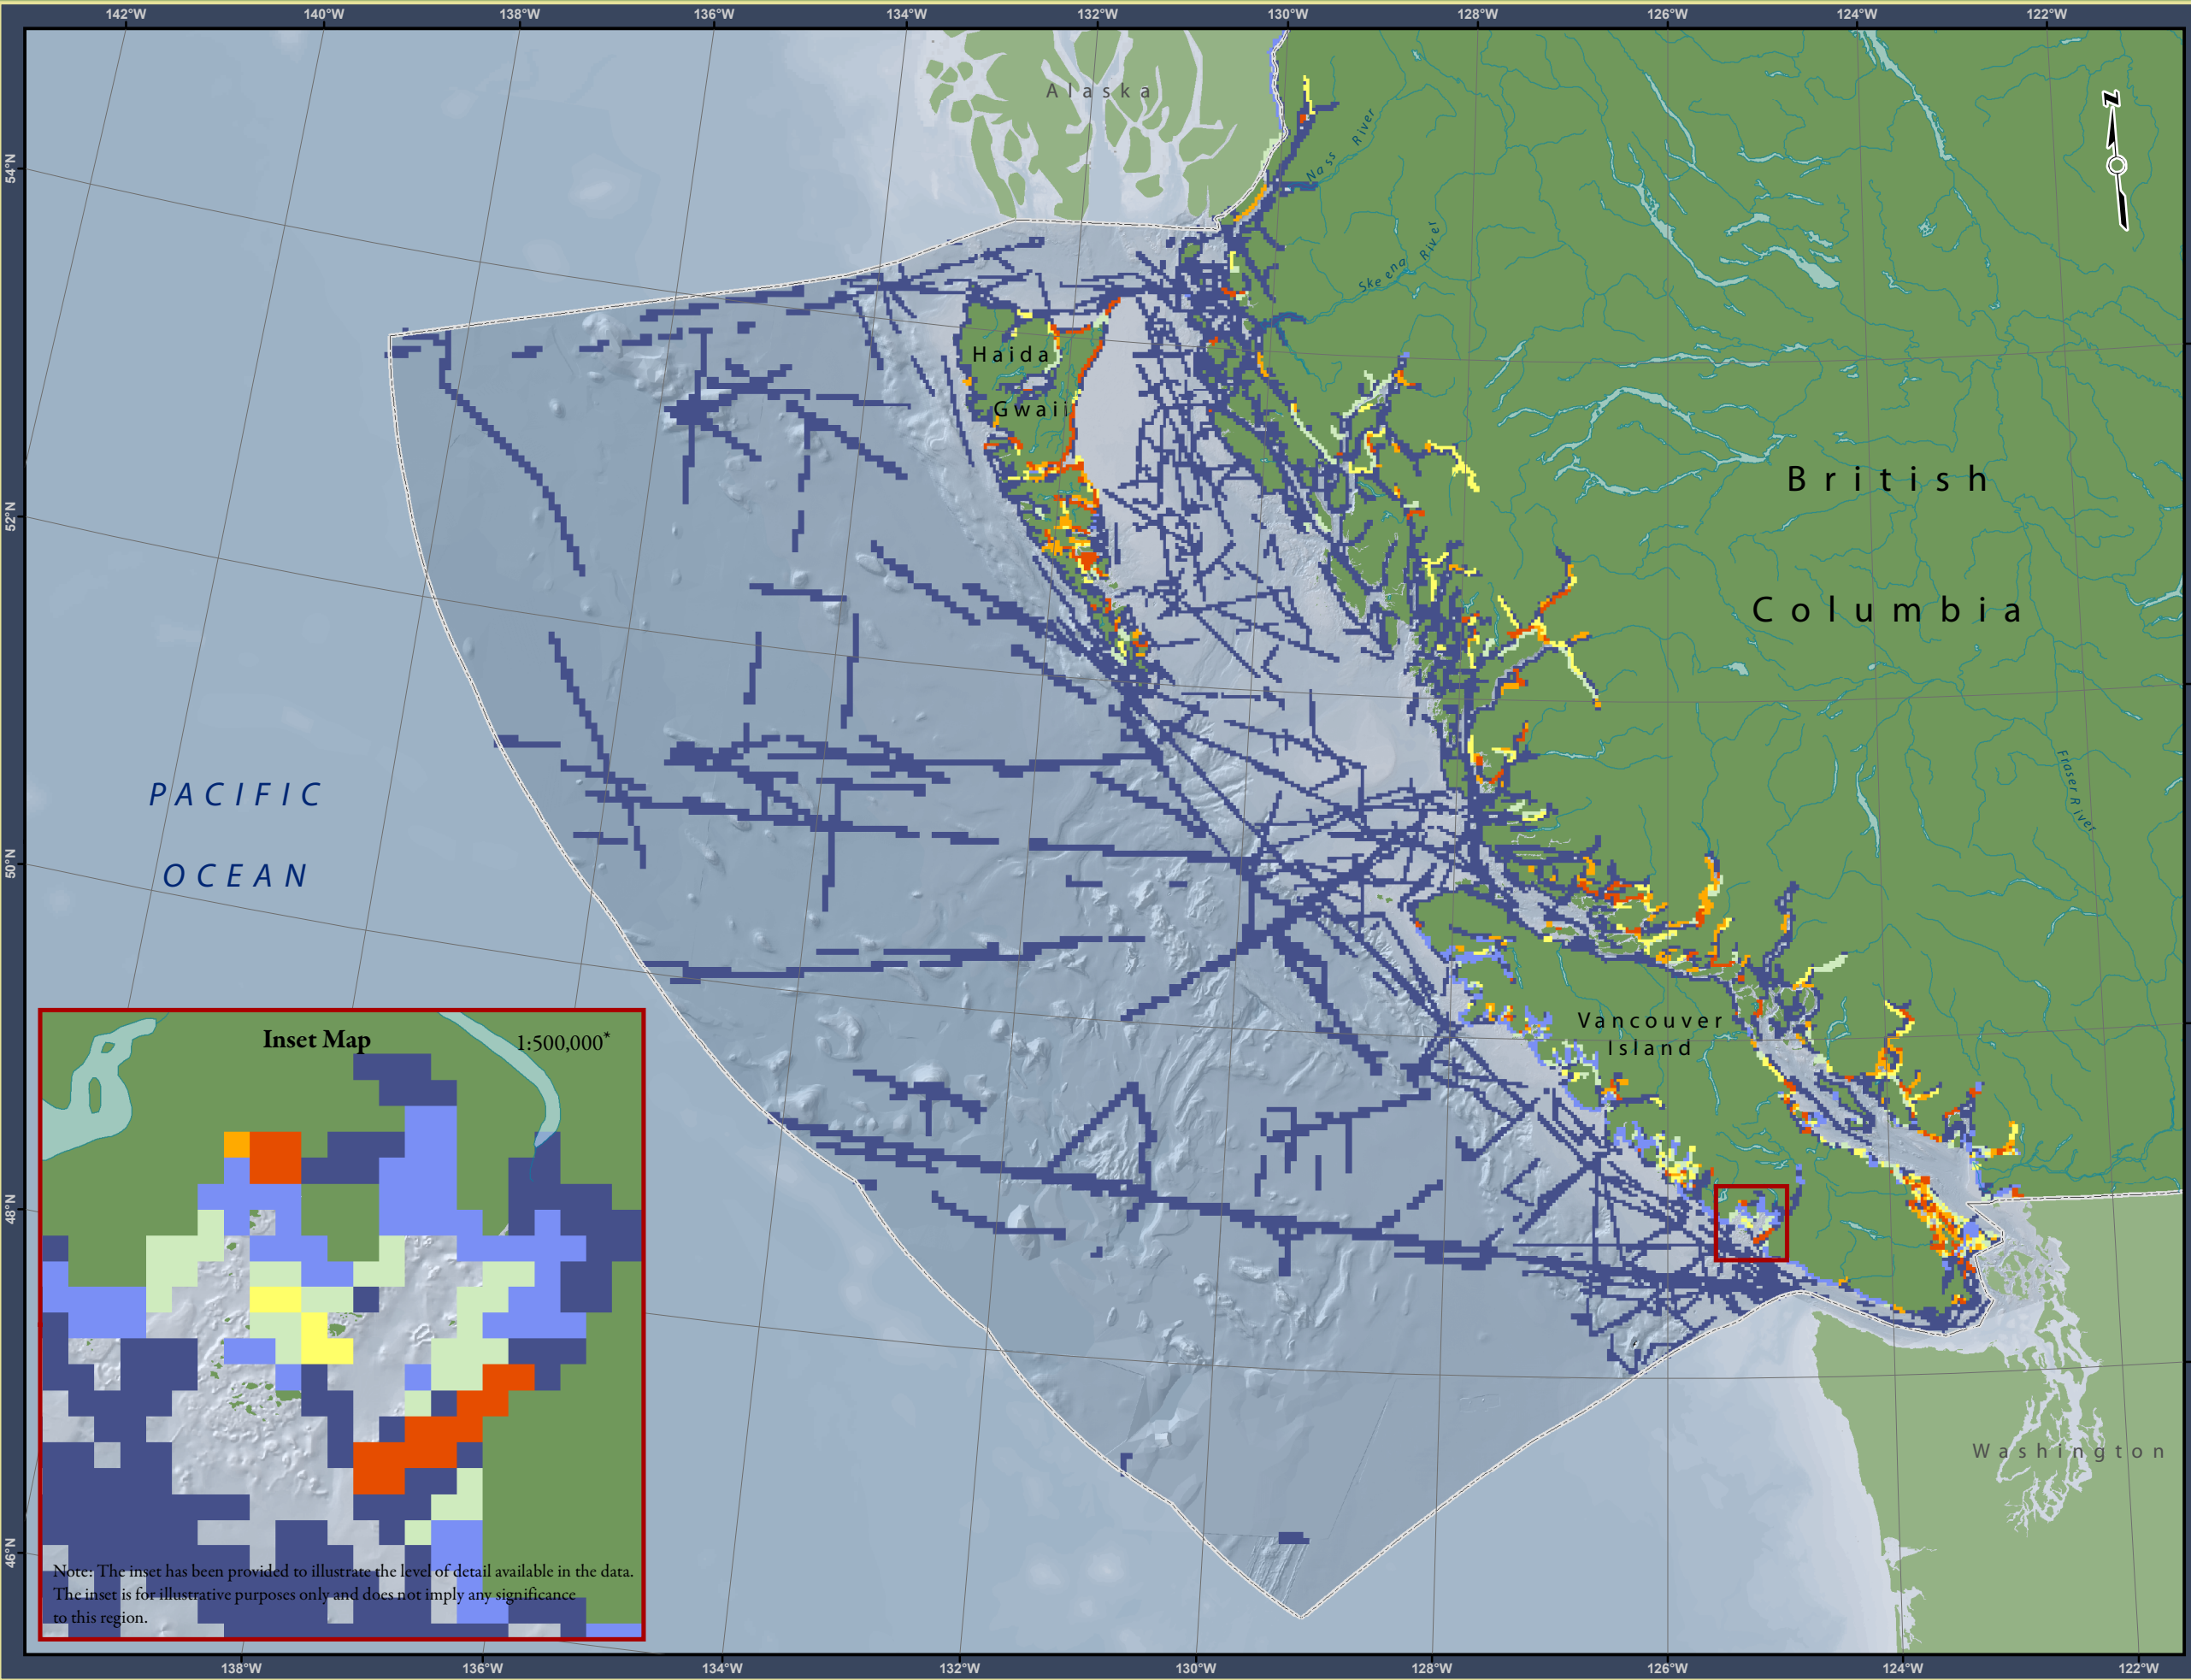 142°W 140°W 138°W 136°W 134°W 132°W 130°W 128°W 126°W 124°W 122°W
Alaska
N
54°N
Nass River
Skeena River
Haida
Gwaii
British
Columbia
52°N
PACIFIC
OCEAN
Fraser River
50°N
Vancouver
Island
Inset Map
1:500,000*
48°N
Washington
46°N
Note: The inset has been provided to illustrate the level of detail available in the data.
The inset is for illustrative purposes only and does not imply any significance
to this region.
138°W 136°W 134°W 132°W 130°W 128°W 126°W 124°W 122°W